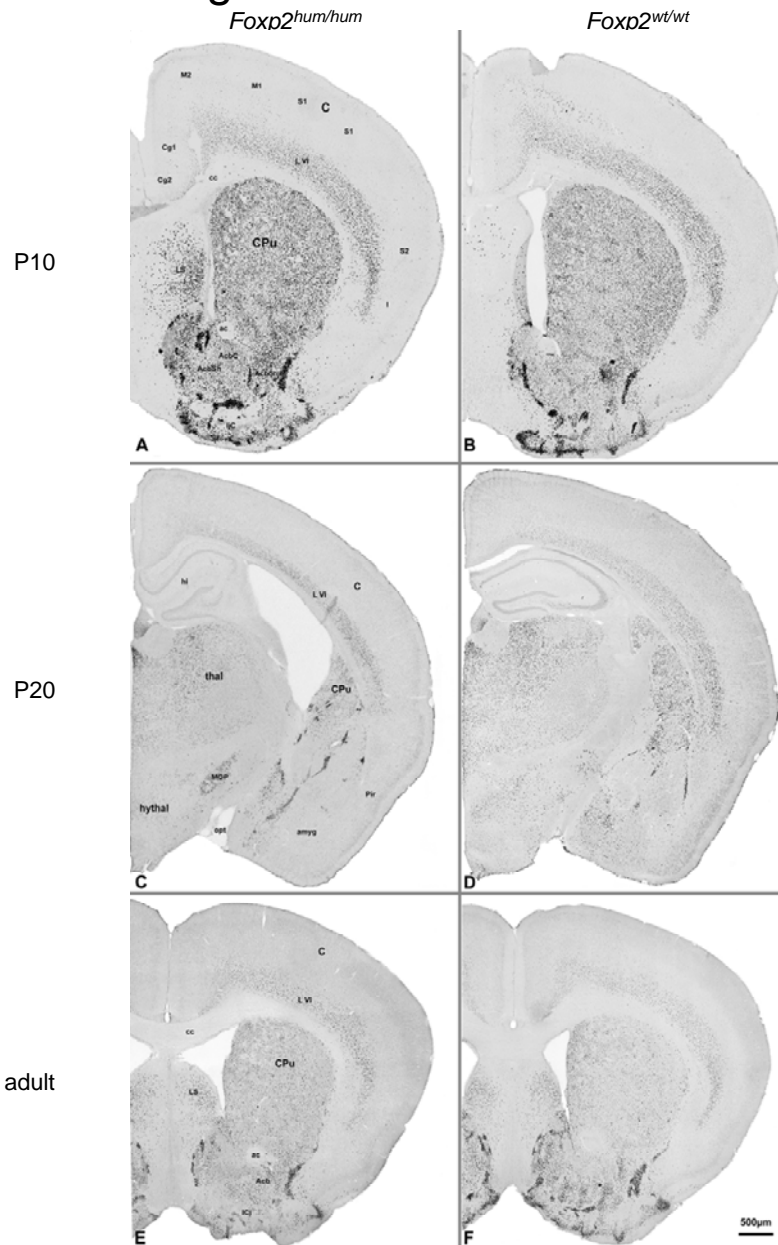 Foxp2hum/hum
Foxp2wt/wt
M2
M1
S1
C
S1
Cg1
L VI
Cg2
cc
P10
CPu
S2
LS
I
ac
AcbC
AcbSh
A
B
hi
C
L VI
thal
P20
CPu
MGP
Pir
hythal
opt
amyg
C
D
C
L VI
cc
adult
CPu
LS
ac
Acb
ICj
500µm
E
F